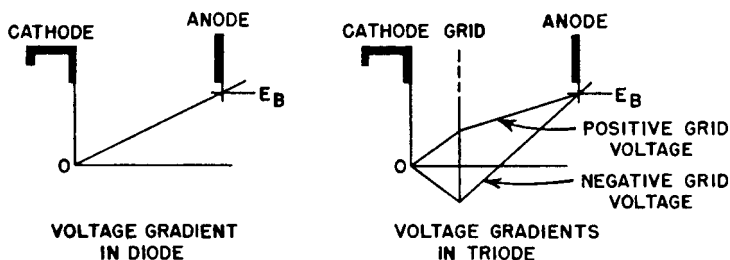 CATHODE
ANODE
E_B
O
VOLTAGE GRADIENT
IN DIODE
CATHODE GRID
ANODE
E_B
POSITIVE GRID
VOLTAGE
O
NEGATIVE GRID
VOLTAGE
VOLTAGE GRADIENTS
IN TRIODE